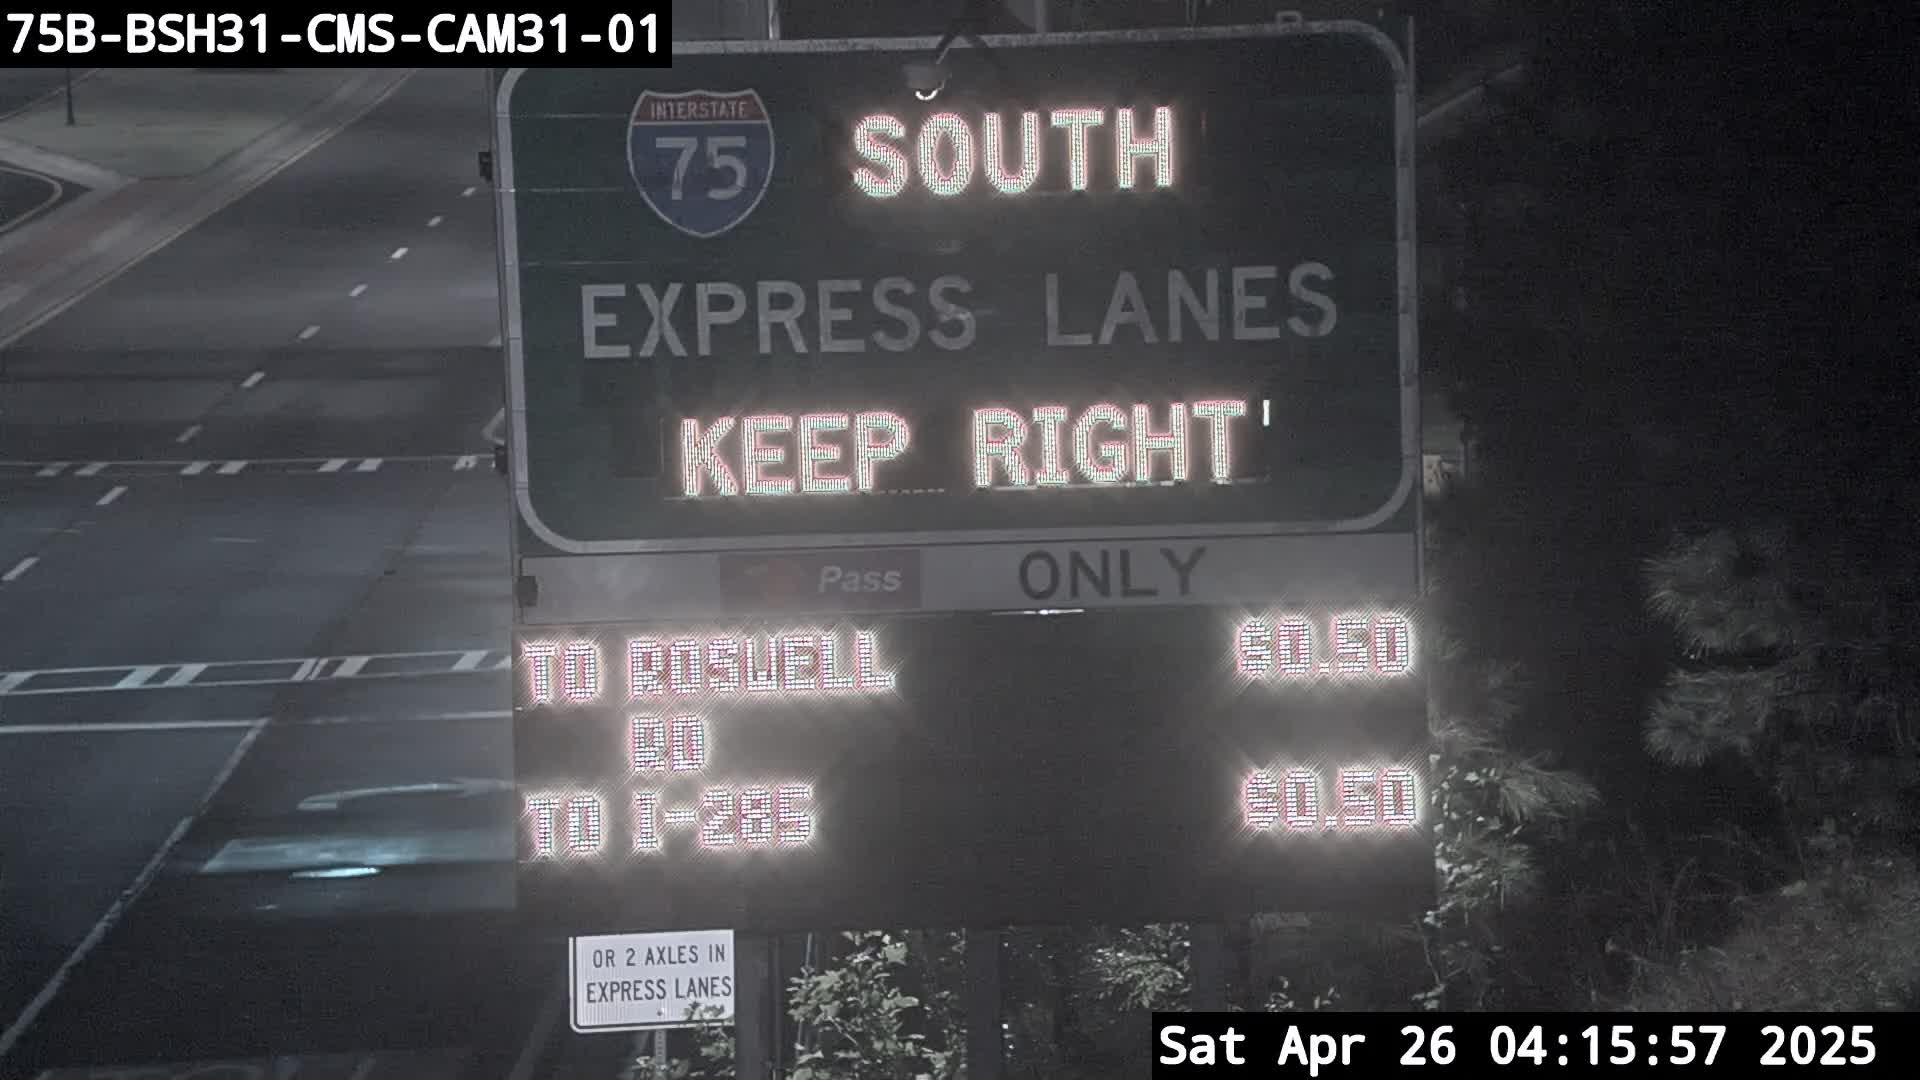 75B-BSH31-CMS-CAM31-01
INTERSTATE
75
SOUTH
EXPRESS LANES
KEEP RIGHT'
Pass ONLY
TO ROSWELL $0.50
RD
TO I-285 $0.50
OR 2 AXLES IN
EXPRESS LANES
Sat Apr 26 04:15:57 2025